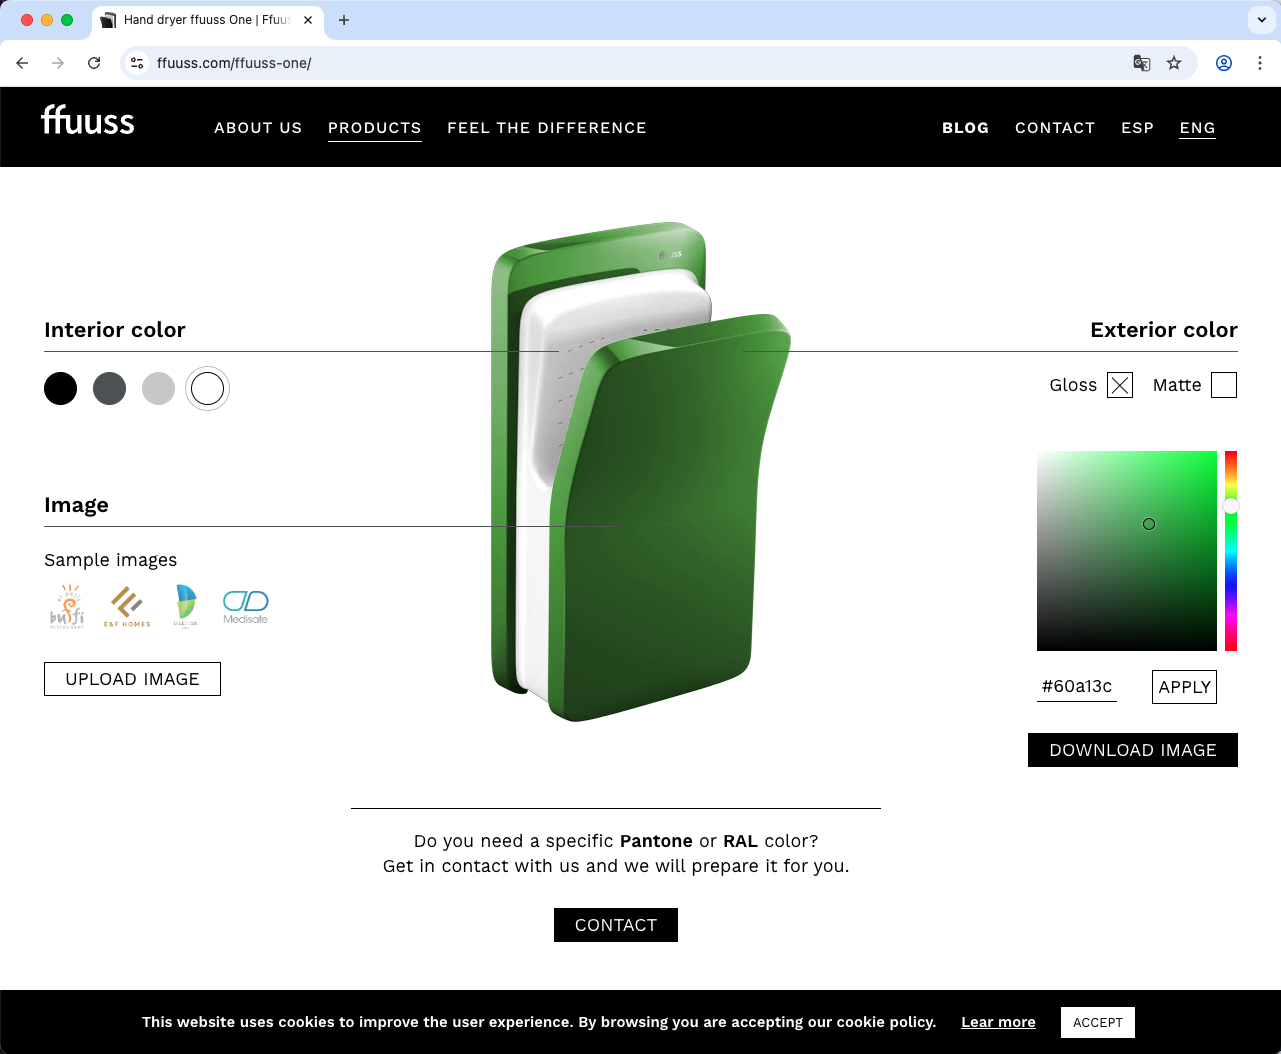 Hand dryer ffuuss One | Ffuus
ffuuss.com/ffuuss-one/
ffuuss
ABOUT US
PRODUCTS
FEEL THE DIFFERENCE
BLOG
CONTACT
ESP
ENG
ffuuss
Interior color
Exterior color
Gloss
Matte
Image
Sample images
busfi
E&F HOMES
Medisafe
UPLOAD IMAGE
#60a13c
APPLY
DOWNLOAD IMAGE
Do you need a specific Pantone or RAL color?
Get in contact with us and we will prepare it for you.
CONTACT
This website uses cookies to improve the user experience. By browsing you are accepting our cookie policy.
Lear more
ACCEPT